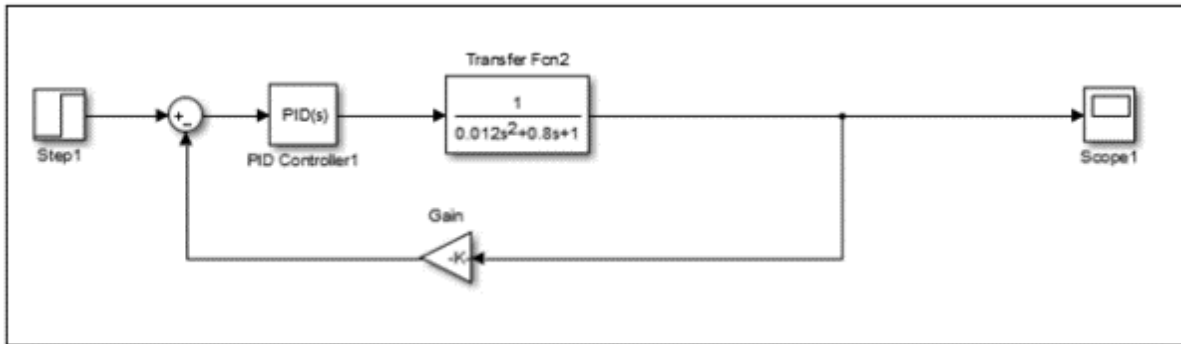 Transfer Fcn2
Step1
+
-
PID(s)
PID Controller1
1
0.012s²+0.8s+1
Scope1
Gain
-K-